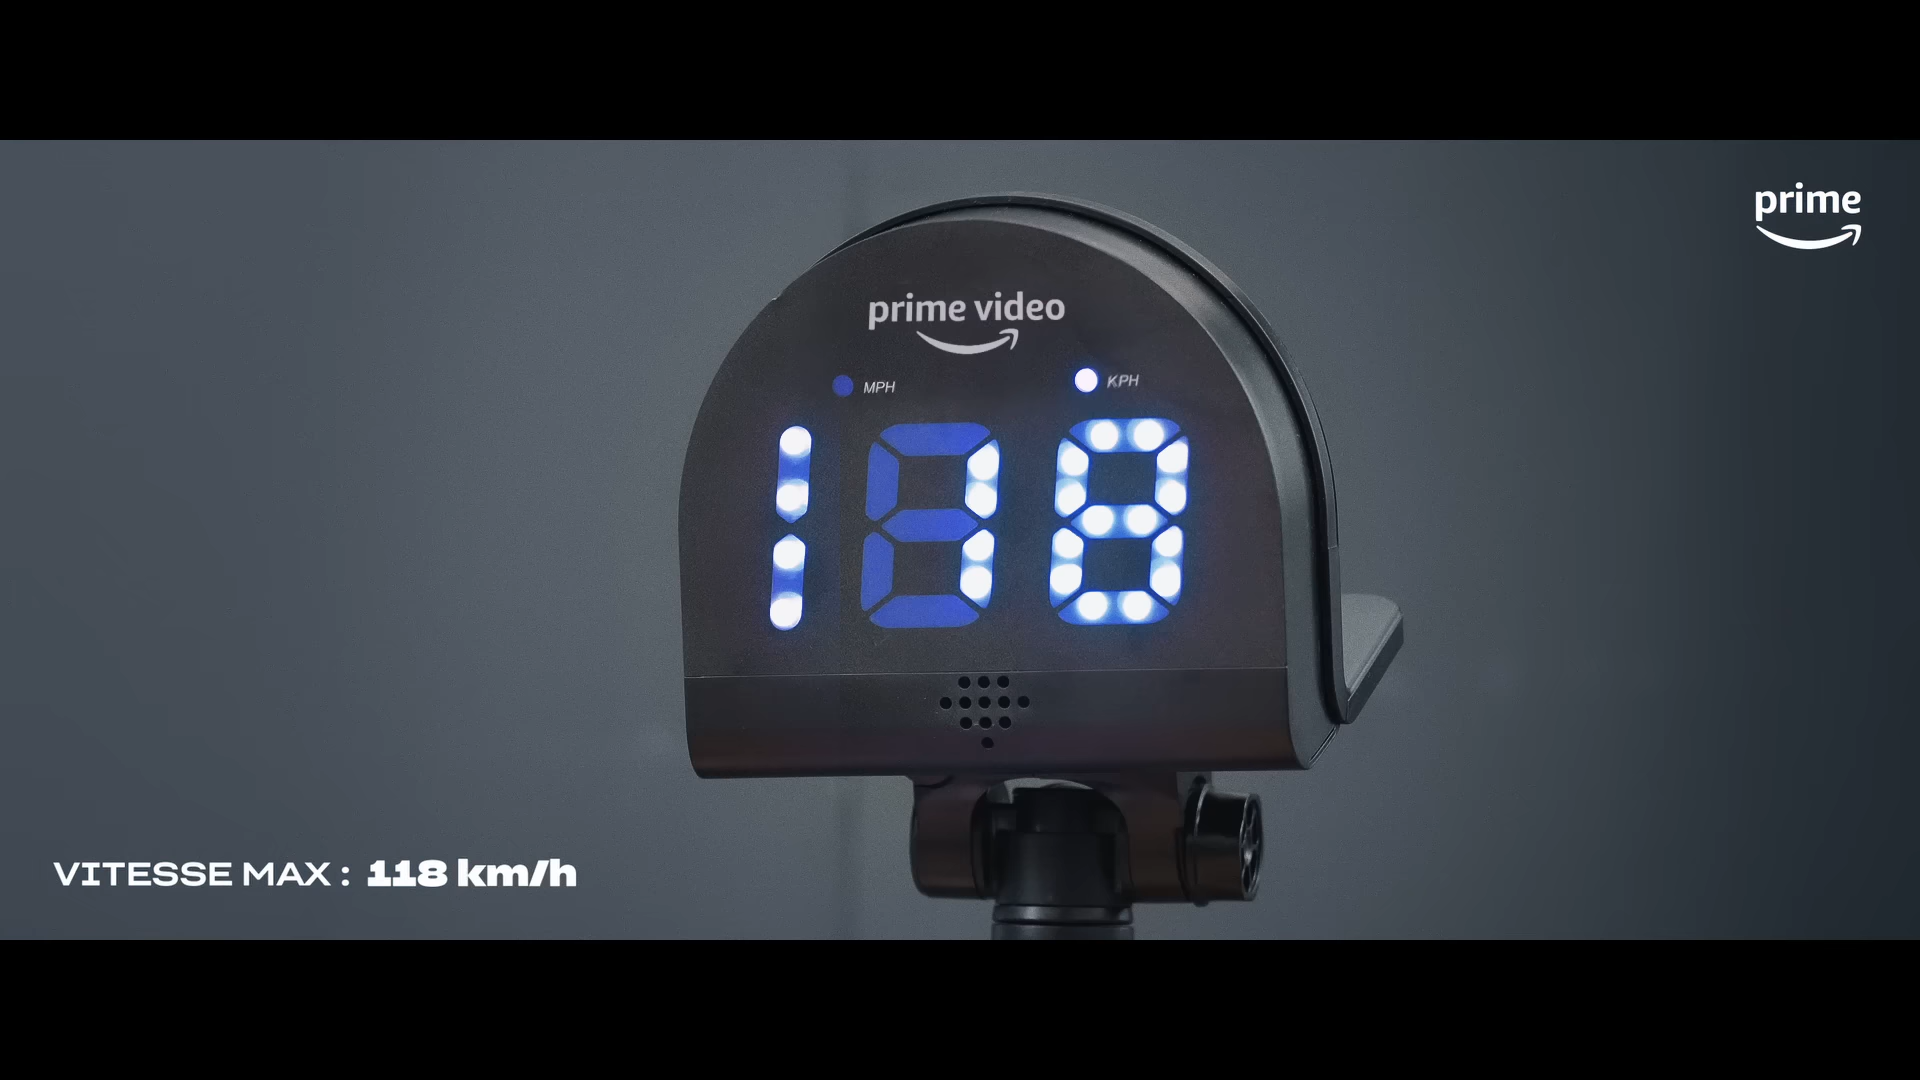 prime
prime video
MPH KPH
118
VITESSE MAX : 118 km/h